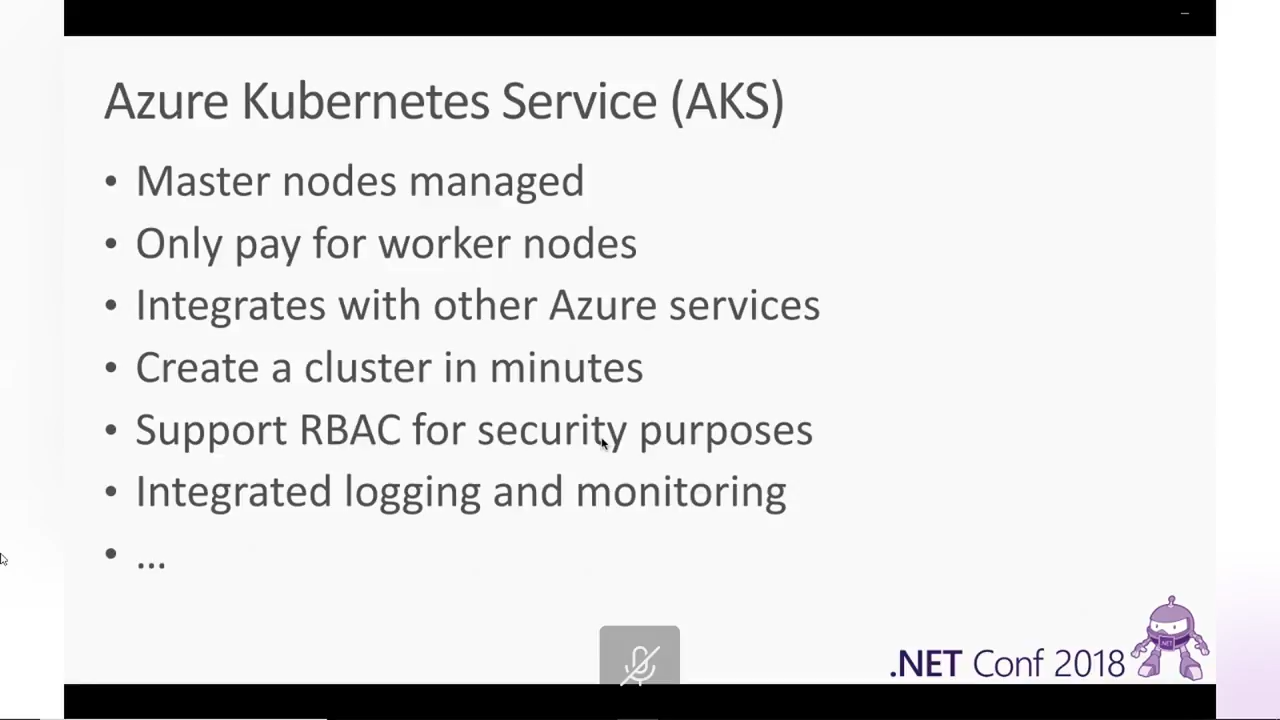 Azure Kubernetes Service (AKS)
• Master nodes managed
• Only pay for worker nodes
• Integrates with other Azure services
• Create a cluster in minutes
• Support RBAC for security purposes
• Integrated logging and monitoring
• ...
.NET Conf 2018
.NET